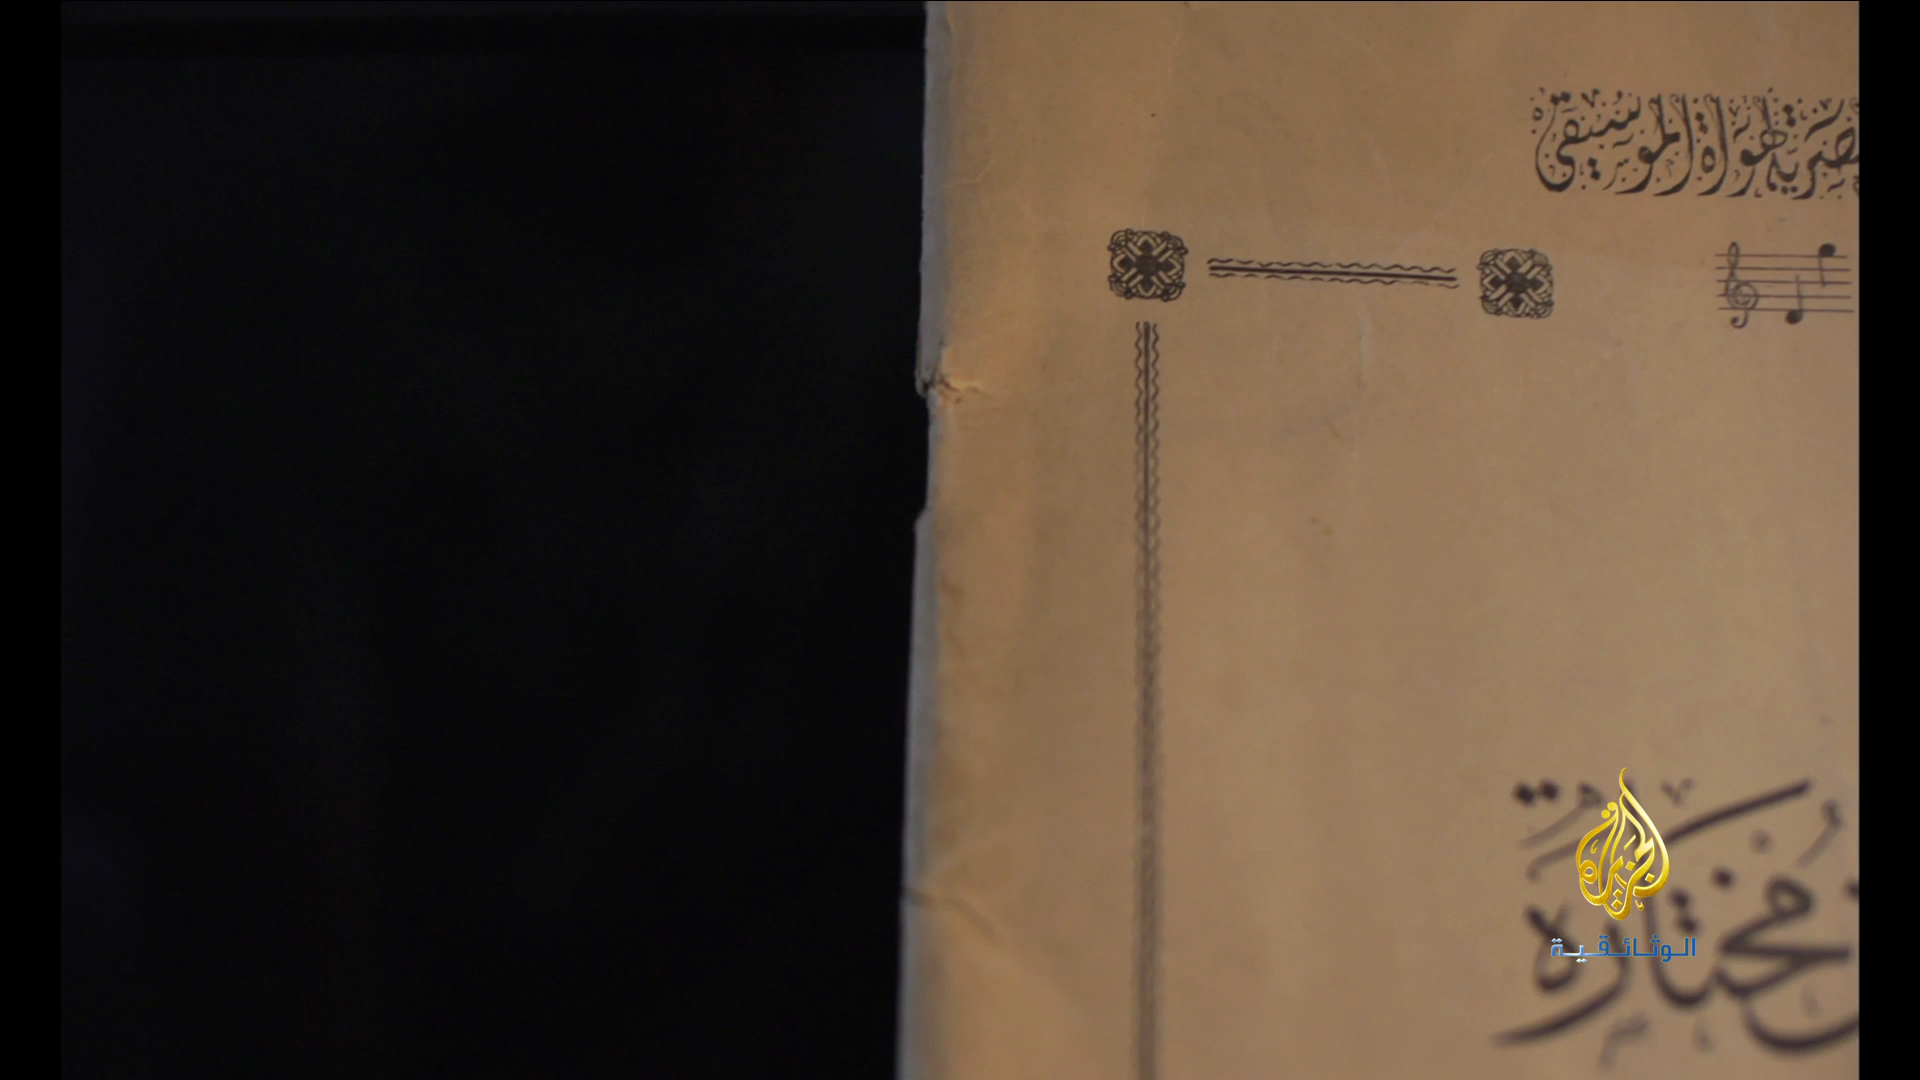 صرية لهواة الموسيقى
مختارة
الجزيرة
الوثائقية